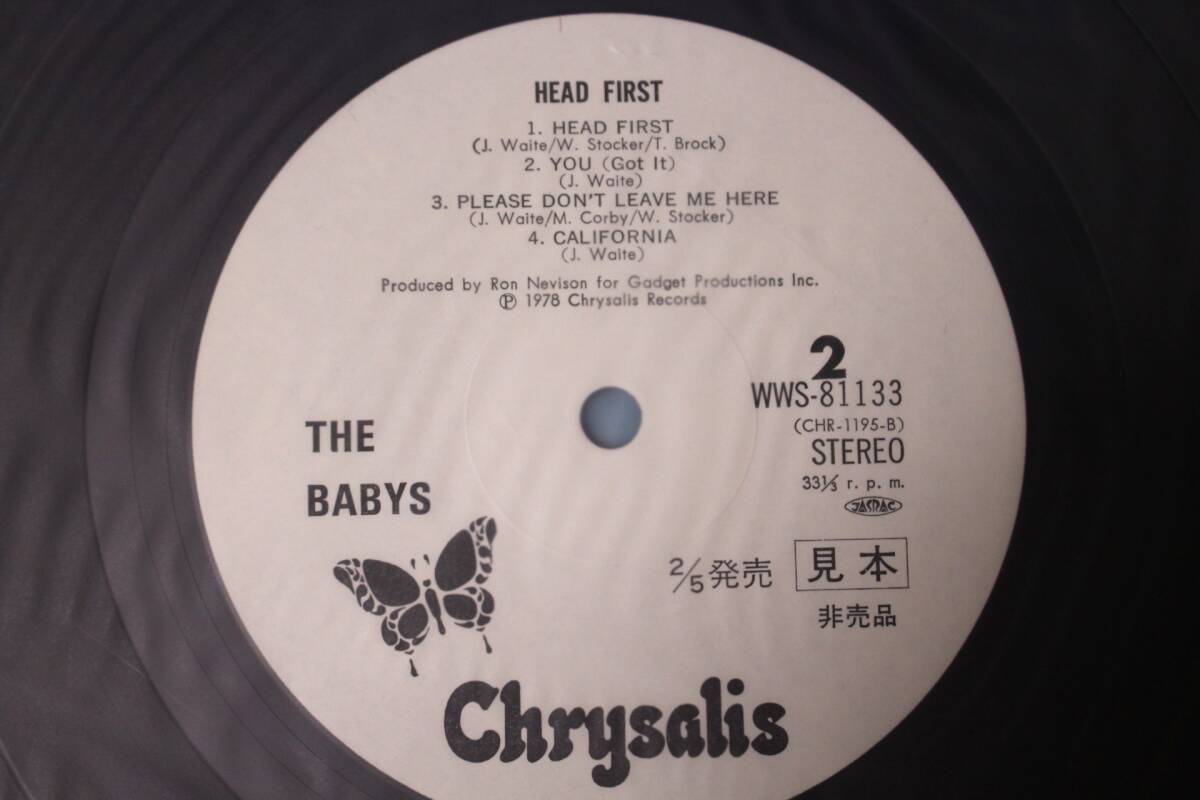 HEAD FIRST
1. HEAD FIRST
(J. Waite/W. Stocker/T. Brock)
2. YOU (Got It)
(J. Waite)
3. PLEASE DON'T LEAVE ME HERE
(J. Waite/M. Corby/W. Stocker)
4. CALIFORNIA
(J. Waite)
Produced by Ron Nevison for Gadget Productions Inc.
Ⓟ 1978 Chrysalis Records
2
WWS-81133
(CHR-1195-B)
STEREO
33⅓ r. p. m.
JASRAC
THE
BABYS
2/5発売 見本
非売品
Chrysalis